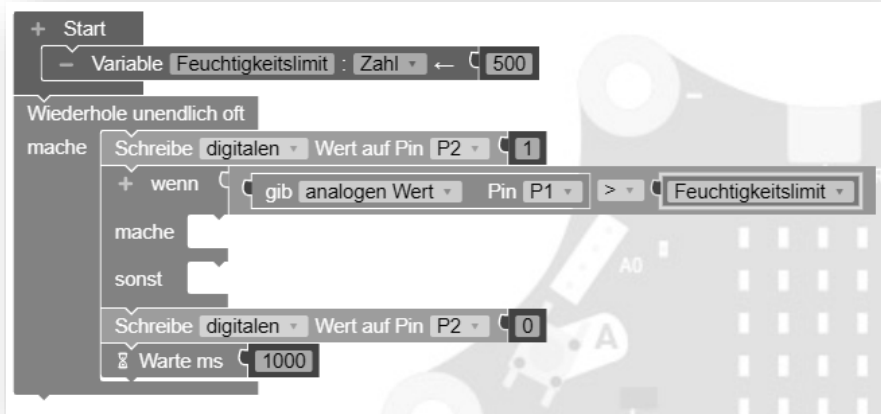 + Start
– Variable Feuchtigkeitslimit : Zahl ← 500
Wiederhole unendlich oft
mache Schreibe digitalen Wert auf Pin P2 1
+ wenn gib analogen Wert Pin P1 > Feuchtigkeitslimit
mache
A0
sonst
Schreibe digitalen Wert auf Pin P2 0
A
Warte ms 1000